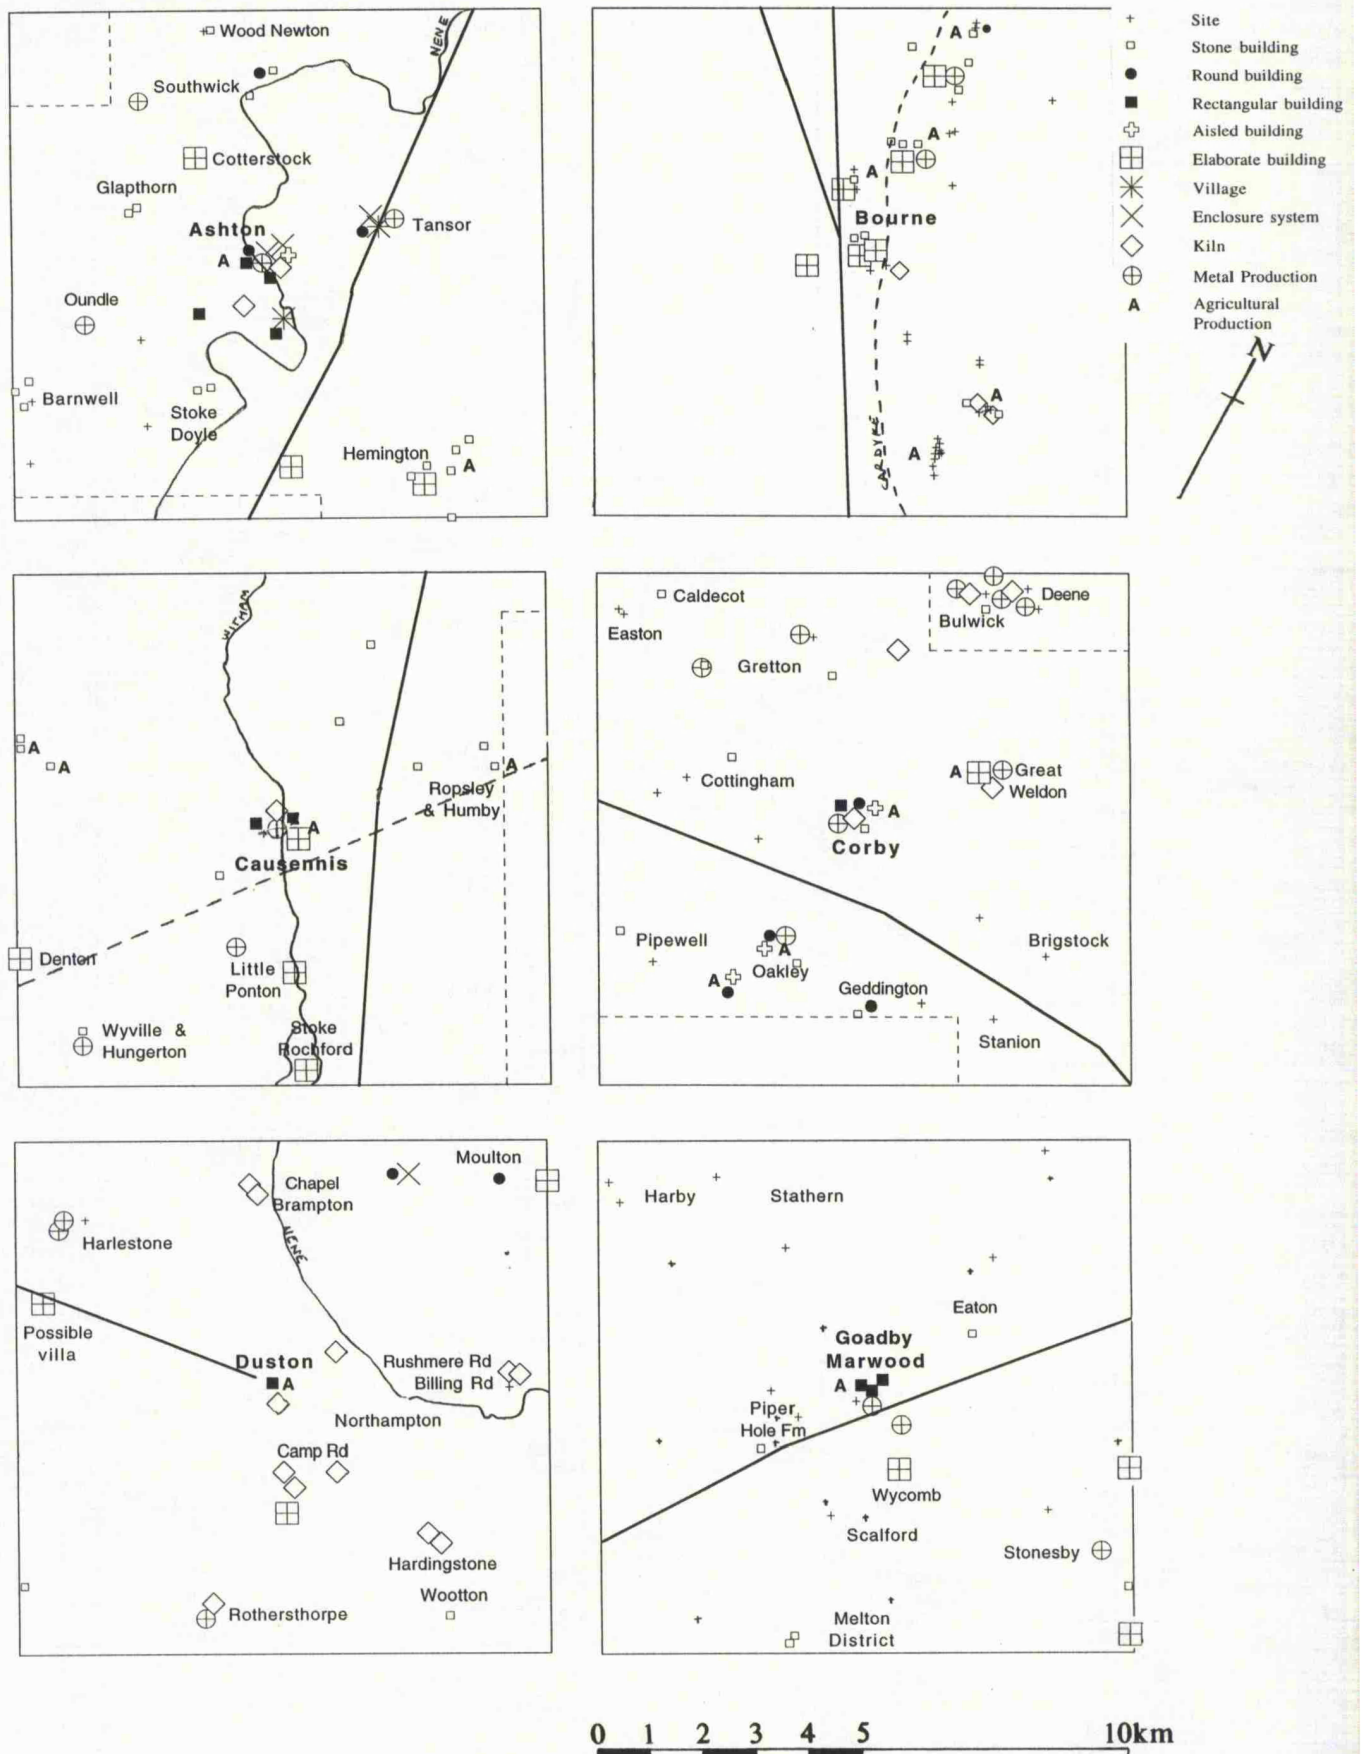 Wood Newton
NENE
Southwick
Cotterstock
Glapthorn
Ashton
Tansor
A
Oundle
Barnwell
Stoke
Doyle
Hemington
A
A
A
A
Bourne
A
A
CARDYKE
Site
Stone building
Round building
Rectangular building
Aisled building
Elaborate building
Village
Enclosure system
Kiln
Metal Production
A Agricultural
Production
N
WITHAM
A
A
A
Ropsley
& Humby
A
Causennis
Denton
Little
Ponton
Wyville &
Hungerton
Stoke
Rochford
Caldecot
Easton
Deene
Bulwick
Gretton
Cottingham
A
Great
Weldon
A
Corby
Pipewell
Brigstock
A
Oakley
A
Geddington
Stanion
Moulton
Chapel
Brampton
NENE
Harlestone
Possible
villa
Duston
A
Rushmere Rd
Billing Rd
Northampton
Camp Rd
Hardingstone
Wootton
Rothersthorpe
Harby
Stathern
Eaton
Goadby
Marwood
A
Piper
Hole Fm
Wycomb
Scalford
Stonesby
Melton
District
0 1 2 3 4 5 10km